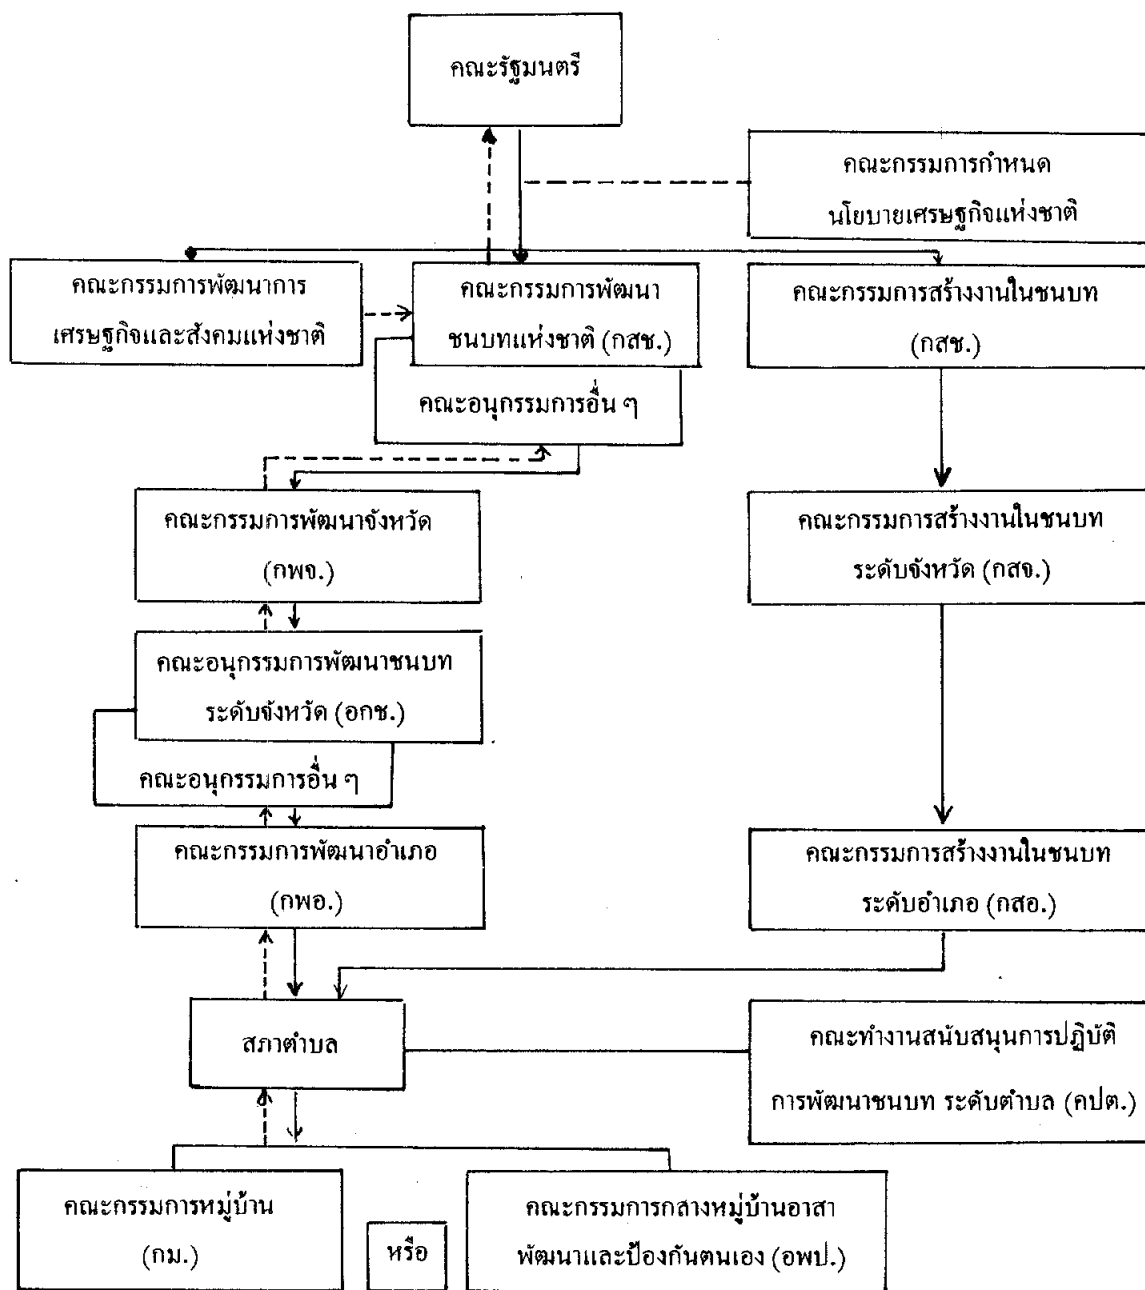 คณะรัฐมนตรี
คณะกรรมการกำหนด
นโยบายเศรษฐกิจแห่งชาติ
คณะกรรมการพัฒนาการ
เศรษฐกิจและสังคมแห่งชาติ
คณะกรรมการพัฒนา
ชนบทแห่งชาติ (กสช.)
คณะกรรมการสร้างงานในชนบท
(กสช.)
คณะอนุกรรมการอื่น ๆ
คณะกรรมการพัฒนาจังหวัด
(กพจ.)
คณะกรรมการสร้างงานในชนบท
ระดับจังหวัด (กสจ.)
คณะอนุกรรมการพัฒนาชนบท
ระดับจังหวัด (อกช.)
คณะอนุกรรมการอื่น ๆ
คณะกรรมการพัฒนาอำเภอ
(กพอ.)
คณะกรรมการสร้างงานในชนบท
ระดับอำเภอ (กสอ.)
สภาตำบล
คณะทำงานสนับสนุนการปฏิบัติ
การพัฒนาชนบท ระดับตำบล (คปต.)
คณะกรรมการหมู่บ้าน
(กม.)
หรือ
คณะกรรมการกลางหมู่บ้านอาสา
พัฒนาและป้องกันตนเอง (อพป.)